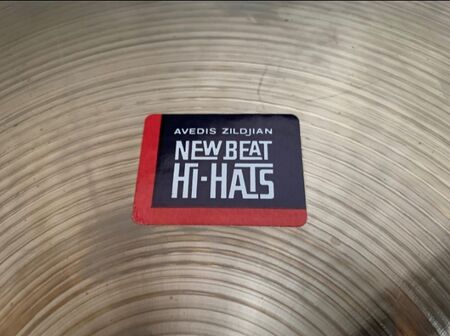 AVEDIS ZILDJIAN
NEW BEAT
HI-HATS